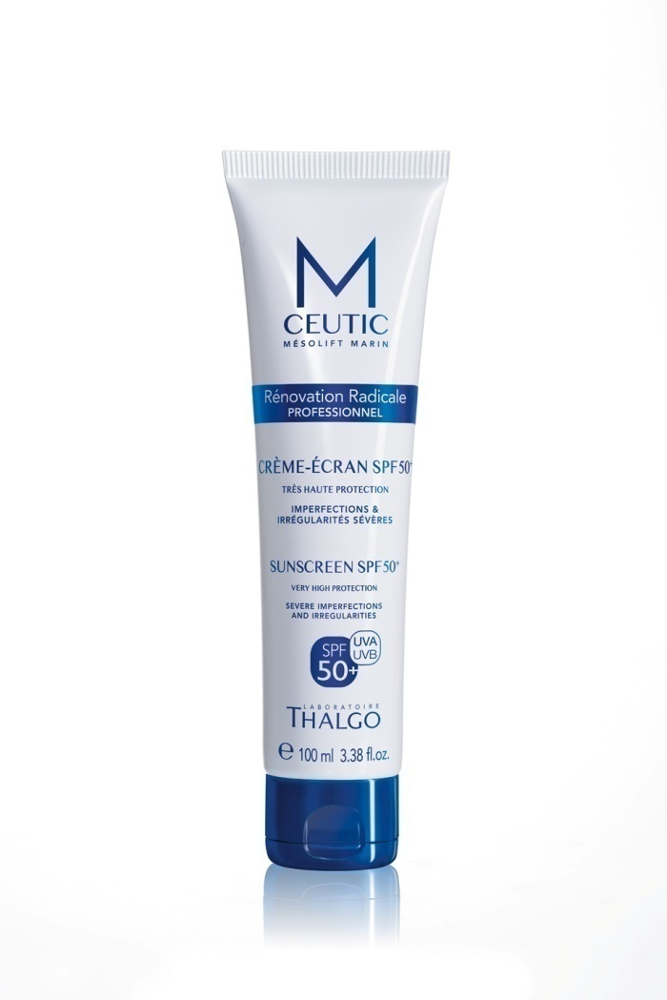 M
CEUTIC
MÉSOLIFT MARIN
Rénovation Radicale
PROFESSIONNEL
CRÈME-ÉCRAN SPF50+
TRÈS HAUTE PROTECTION
IMPERFECTIONS &
IRRÉGULARITÉS SÉVÈRES
SUNSCREEN SPF50+
VERY HIGH PROTECTION
SEVERE IMPERFECTIONS
AND IRREGULARITIES
UVA
UVB
SPF
50+
LABORATOIRE
THALGO
℮ 100 ml 3.38 fl.oz.